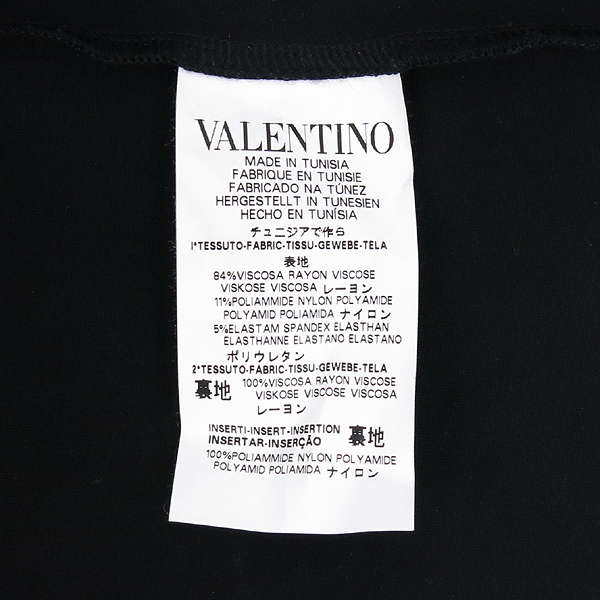 VALENTINO
MADE IN TUNISIA
FABRIQUE EN TUNISIE
FABRICADO NA TÚNEZ
HERGESTELLT IN TUNESIEN
HECHO EN TUNÍSIA
チュニジアで作ら
1°TESSUTO-FABRIC-TISSU-GEWEBE-TELA
表地
84%VISCOSA RAYON VISCOSE
VISKOSE VISCOSA レーヨン
11%POLIAMMIDE NYLON POLYAMIDE
POLYAMID POLIAMIDA ナイロン
5%ELASTAM SPANDEX ELASTHAN
ELASTHANNE ELASTANO ELASTANO
ポリウレタン
2°TESSUTO-FABRIC-TISSU-GEWEBE-TELA
裏地 100%VISCOSA RAYON VISCOSE
VISKOSE VISCOSA VISCOSA
レーヨン
INSERTI-INSERT-INSERTION 裏地
INSERTAR-INSERÇÃO
100%POLIAMMIDE NYLON POLYAMIDE
POLYAMID POLIAMIDA ナイロン